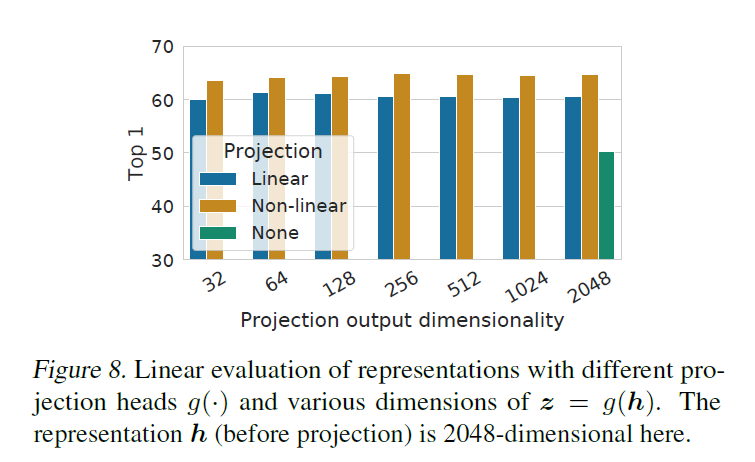 70
60
50
40
30
Top 1
Projection
Linear
Non-linear
None
32 64 128 256 512 1024 2048
Projection output dimensionality
Figure 8. Linear evaluation of representations with different pro-
jection heads g(·) and various dimensions of z = g(h). The
representation h (before projection) is 2048-dimensional here.